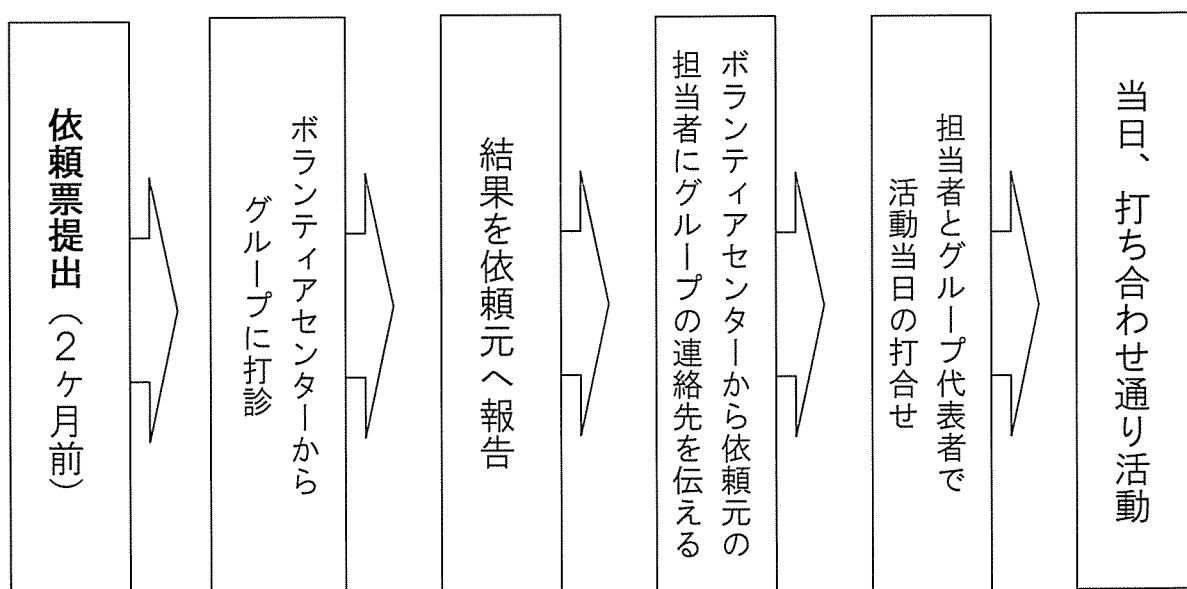 依頼票提出（２ヶ月前）
ボランティアセンターから
グループに打診
結果を依頼元へ報告
ボランティアセンターから依頼元の
担当者にグループの連絡先を伝える
担当者とグループ代表者で
活動当日の打合せ
当日、打ち合わせ通り活動